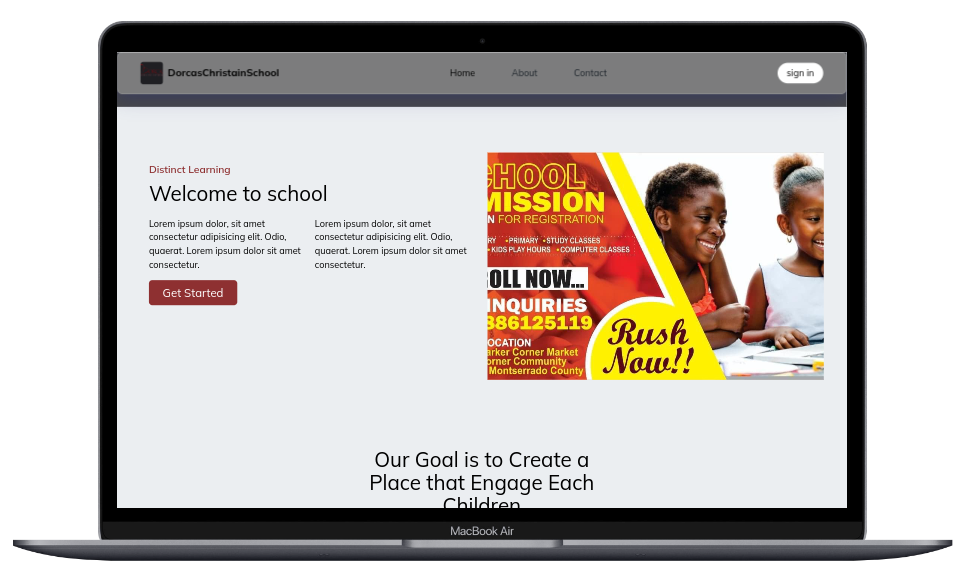 DorcasChristainSchool
Home
About
Contact
sign in
Distinct Learning
Welcome to school
Lorem ipsum dolor, sit amet
consectetur adipisicing elit. Odio,
quaerat. Lorem ipsum dolor sit amet
consectetur.
Lorem ipsum dolor, sit amet
consectetur adipisicing elit. Odio,
quaerat. Lorem ipsum dolor sit amet
consectetur.
Get Started
CHOOL
MISSION
N FOR REGISTRATION
RY •PRIMARY •STUDY CLASSES
•KIDS PLAY HOURS •COMPUTER CLASSES
OLL NOW...
INQUIRIES
886125119
OCATION
arker Corner Market
orner Community
Montserrado County
Rush
Now!!
Our Goal is to Create a
Place that Engage Each
Children
MacBook Air